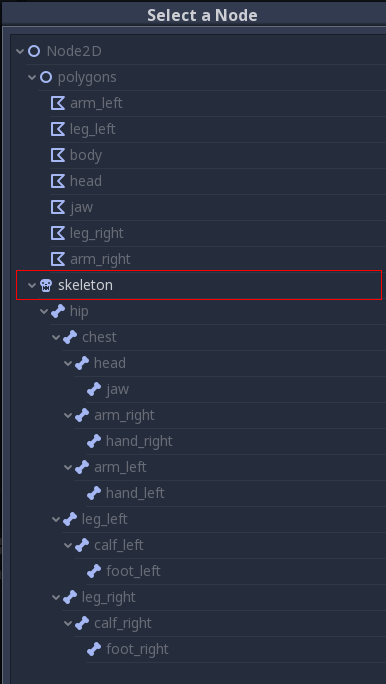 Select a Node
Node2D
polygons
arm_left
leg_left
body
head
jaw
leg_right
arm_right
skeleton
hip
chest
head
jaw
arm_right
hand_right
arm_left
hand_left
leg_left
calf_left
foot_left
leg_right
calf_right
foot_right